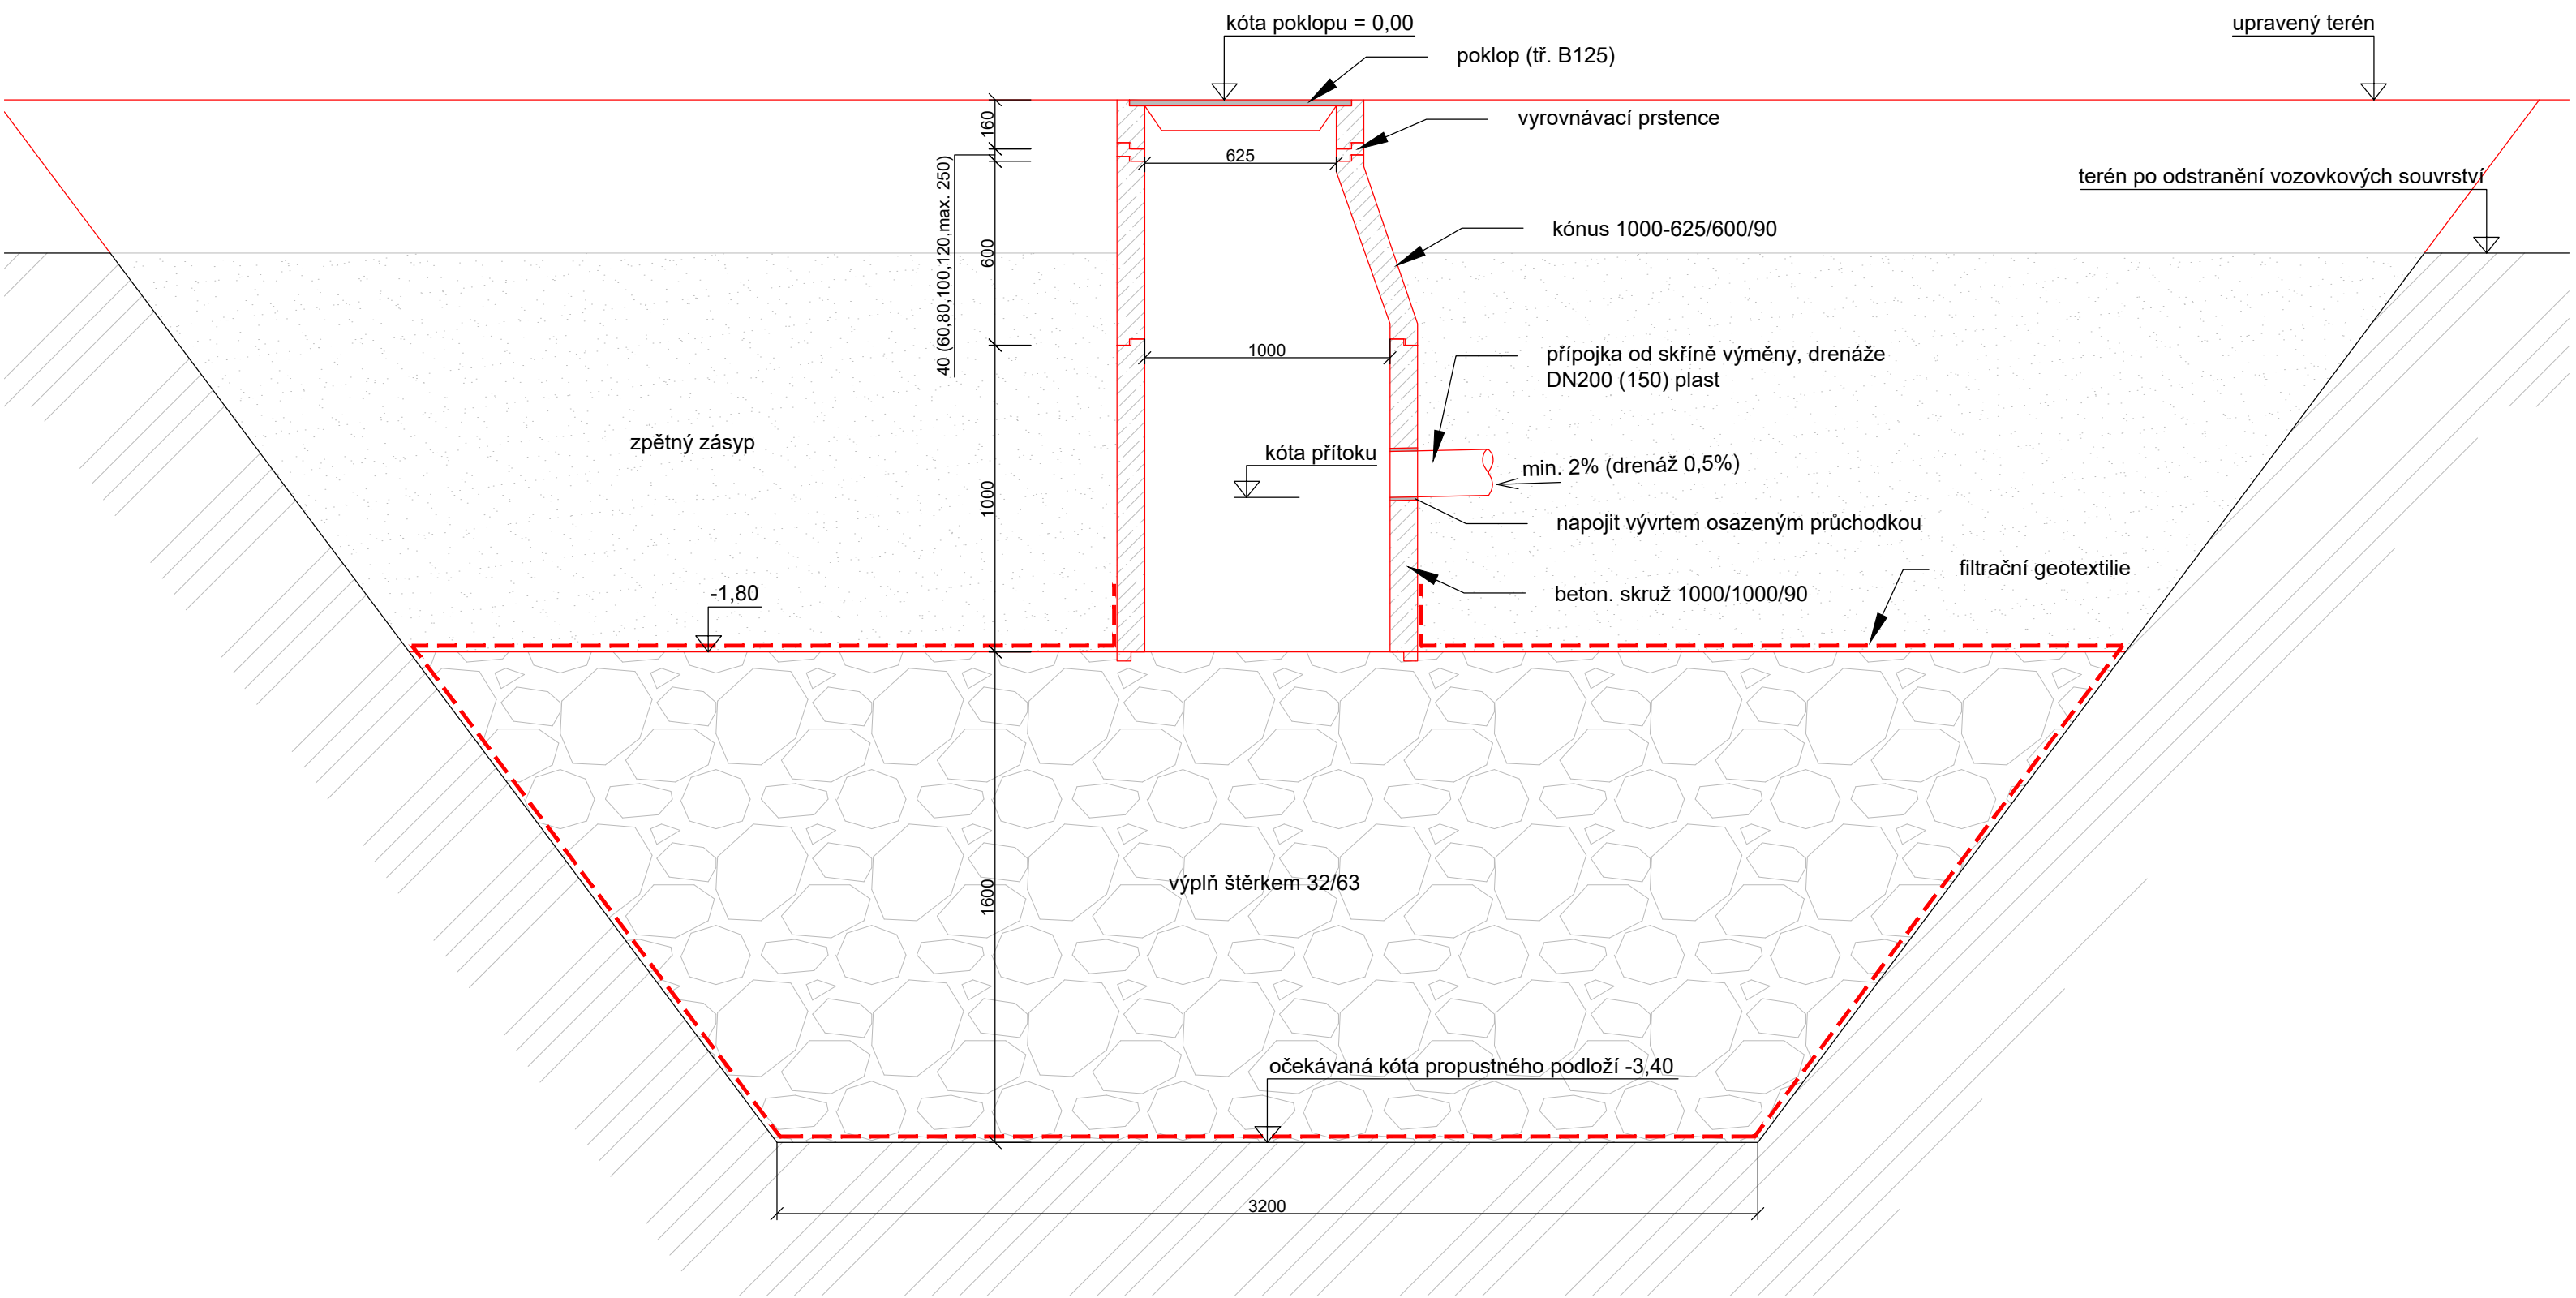 kóta poklopu = 0,00
upravený terén
poklop (tř. B125)
vyrovnávací prstence
160
625
40 (60,80,100,120,max. 250)
terén po odstranění vozovkových souvrství
kónus 1000-625/600/90
600
1000
přípojka od skříně výměny, drenáže
DN200 (150) plast
zpětný zásyp
kóta přítoku
min. 2% (drenáž 0,5%)
1000
napojit vývrtem osazeným průchodkou
filtrační geotextilie
-1,80
beton. skruž 1000/1000/90
výplň štěrkem 32/63
1600
očekávaná kóta propustného podloží -3,40
3200